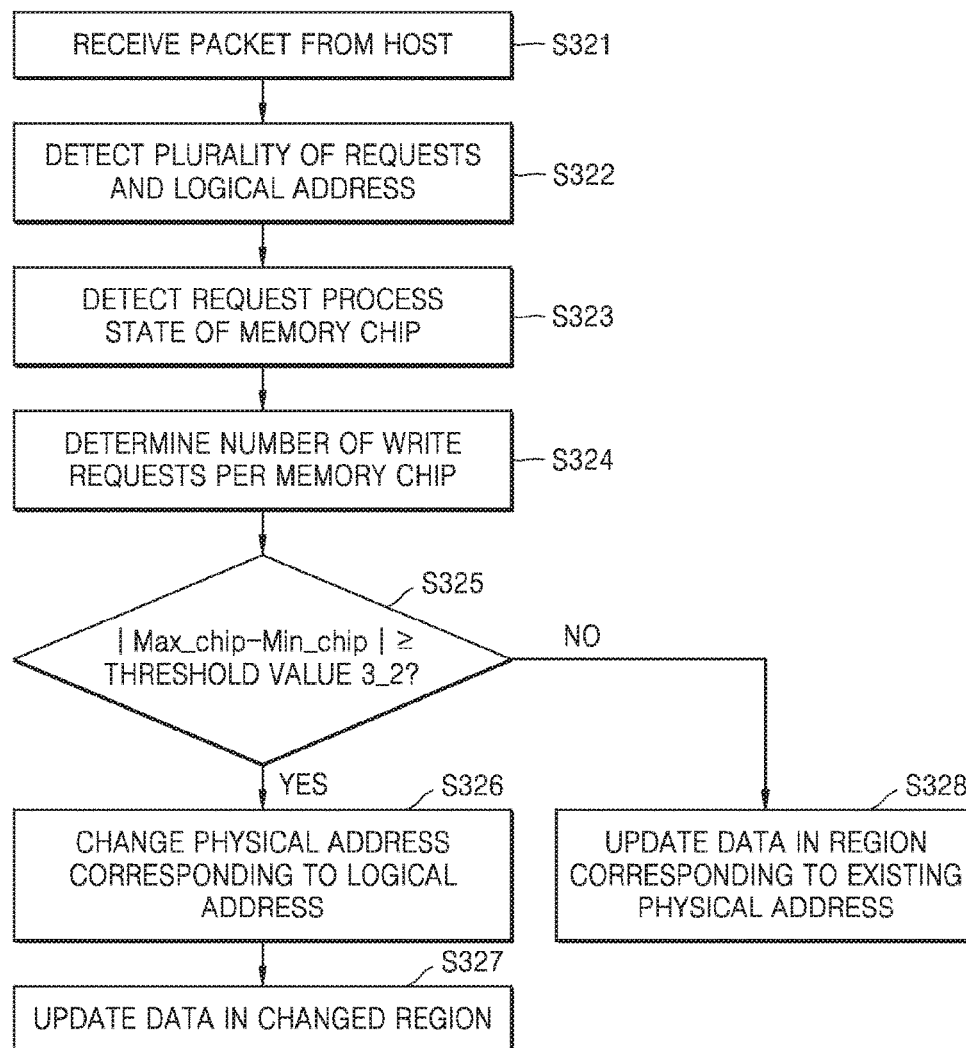 RECEIVE PACKET FROM HOST
S321
DETECT PLURALITY OF REQUESTS
AND LOGICAL ADDRESS
S322
DETECT REQUEST PROCESS
STATE OF MEMORY CHIP
S323
DETERMINE NUMBER OF WRITE
REQUESTS PER MEMORY CHIP
S324
S325
| Max_chip-Min_chip | ≥
THRESHOLD VALUE 3_2?
NO
YES
S326
CHANGE PHYSICAL ADDRESS
CORRESPONDING TO LOGICAL
ADDRESS
S328
UPDATE DATA IN REGION
CORRESPONDING TO EXISTING
PHYSICAL ADDRESS
S327
UPDATE DATA IN CHANGED REGION